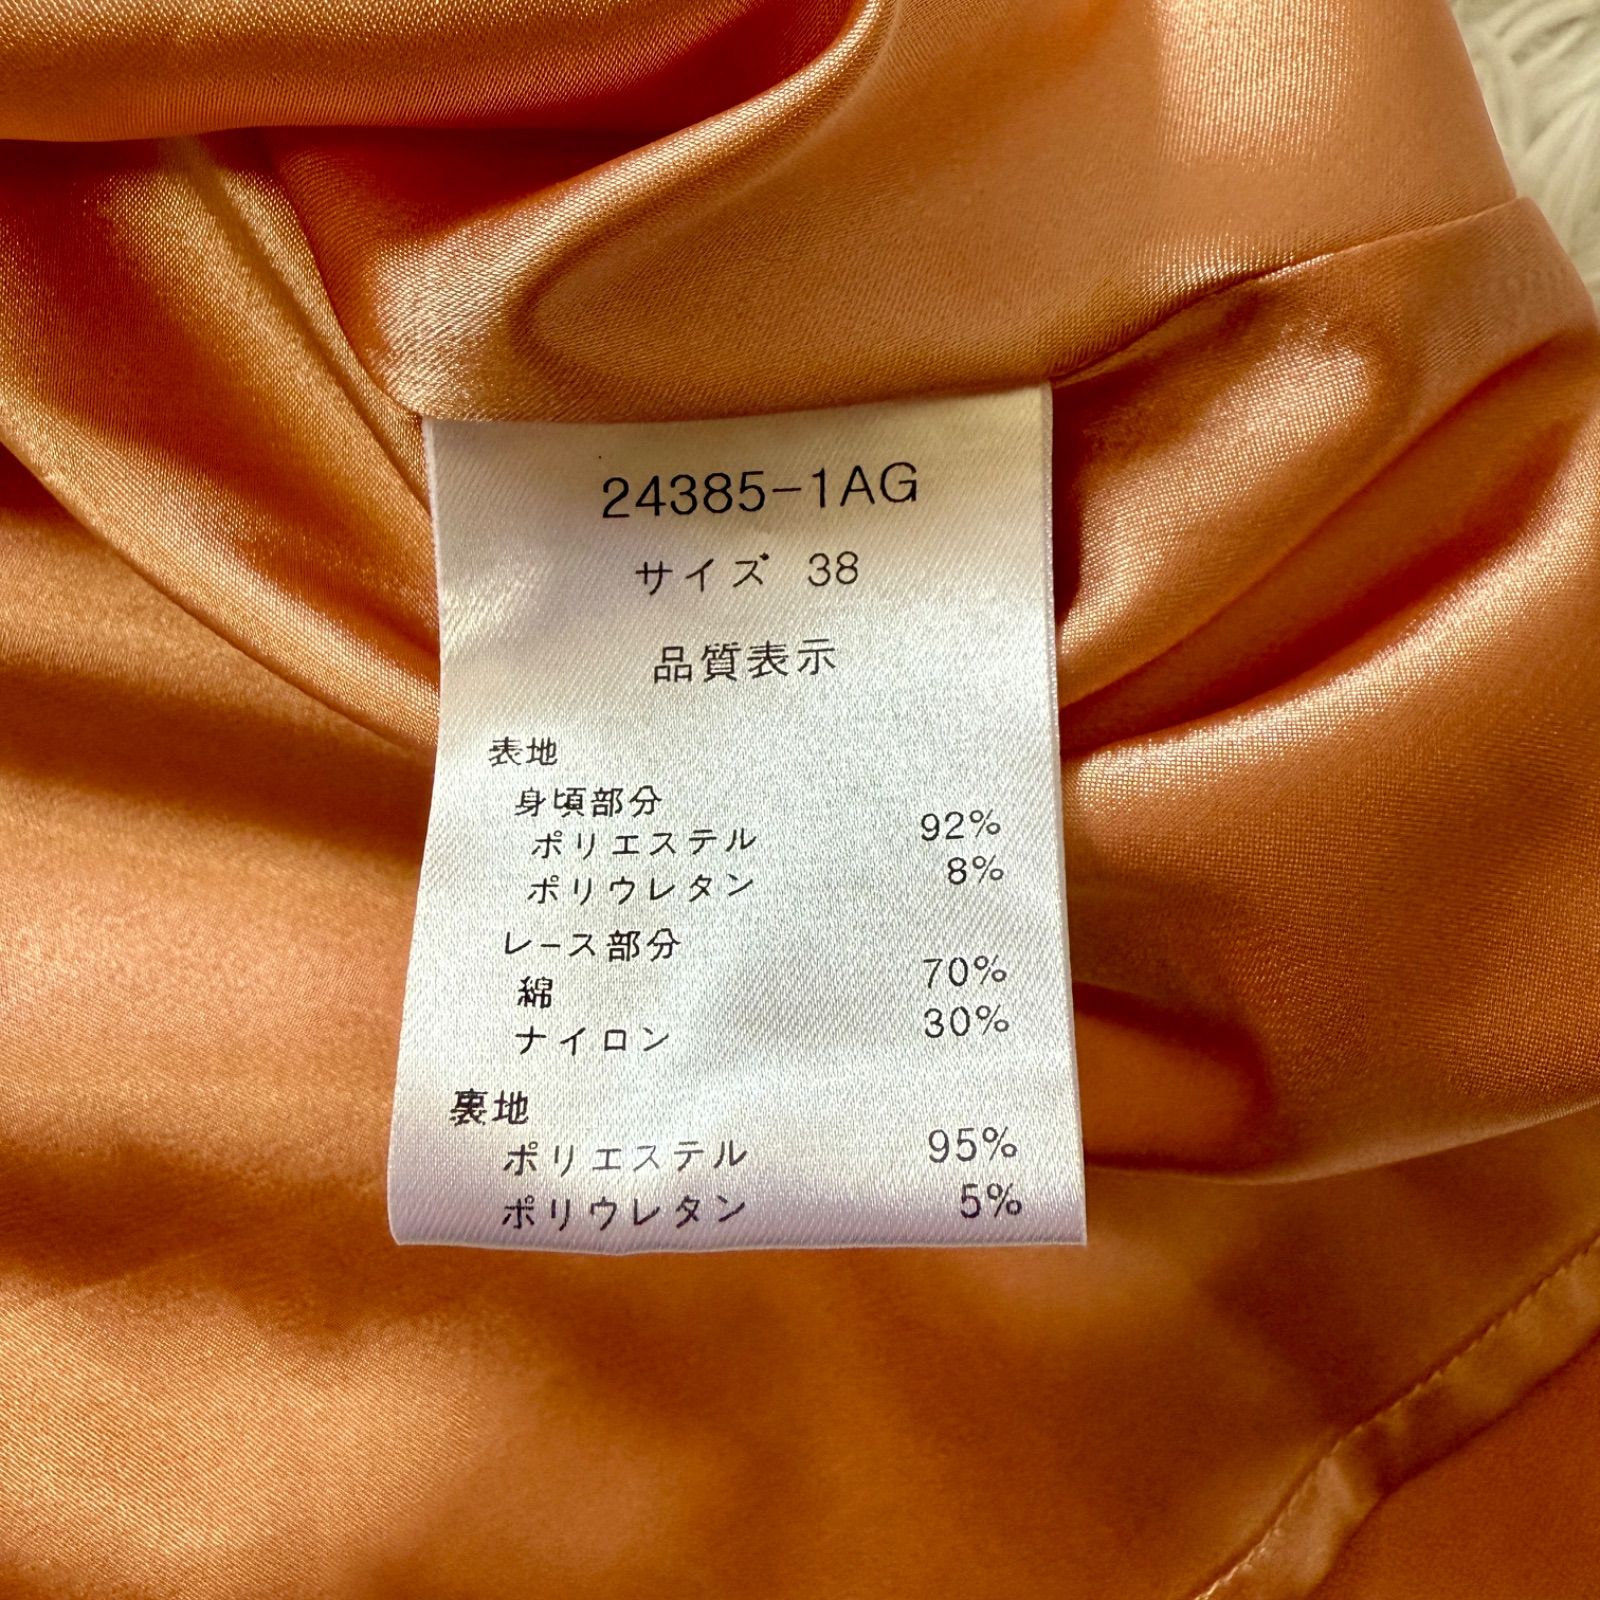 24385-1AG
サイズ 38
品質表示
表地
身頃部分
ポリエステル 92%
ポリウレタン 8%
レース部分
綿 70%
ナイロン 30%
裏地
ポリエステル 95%
ポリウレタン 5%